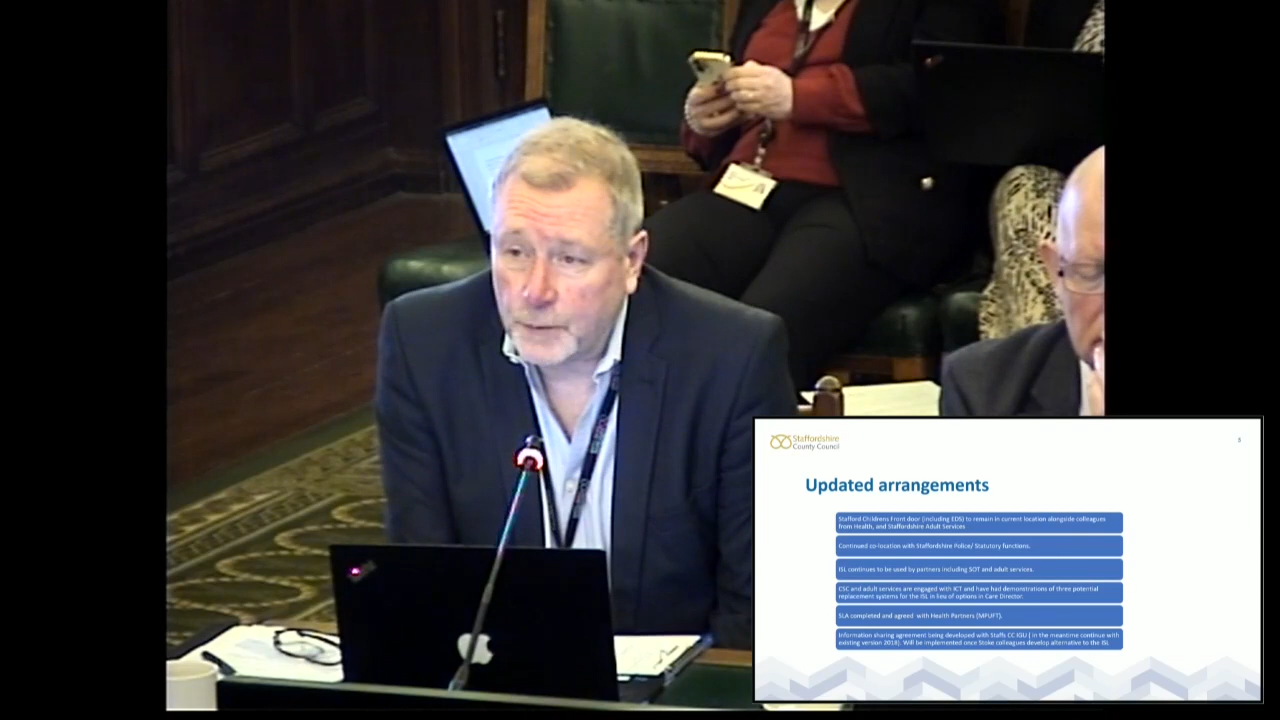 Staffordshire
County Council
5
Updated arrangements
Stafford Childrens Front door (including EDS) to remain in current location alongside colleagues
from Health, and Staffordshire Adult Services
Continued co-location with Staffordshire Police/ Statutory functions.
ISL continues to be used by partners including SOT and adult services.
CSC and adult services are engaged with ICT and have had demonstrations of three potential
replacement systems for the ISL in lieu of options in Care Director.
SLA completed and agreed with Health Partners (MPUFT).
Information sharing agreement being developed with Staffs CC IGU ( in the meantime continue with
existing version 2018). Will be implemented once Stoke colleagues develop alternative to the ISL